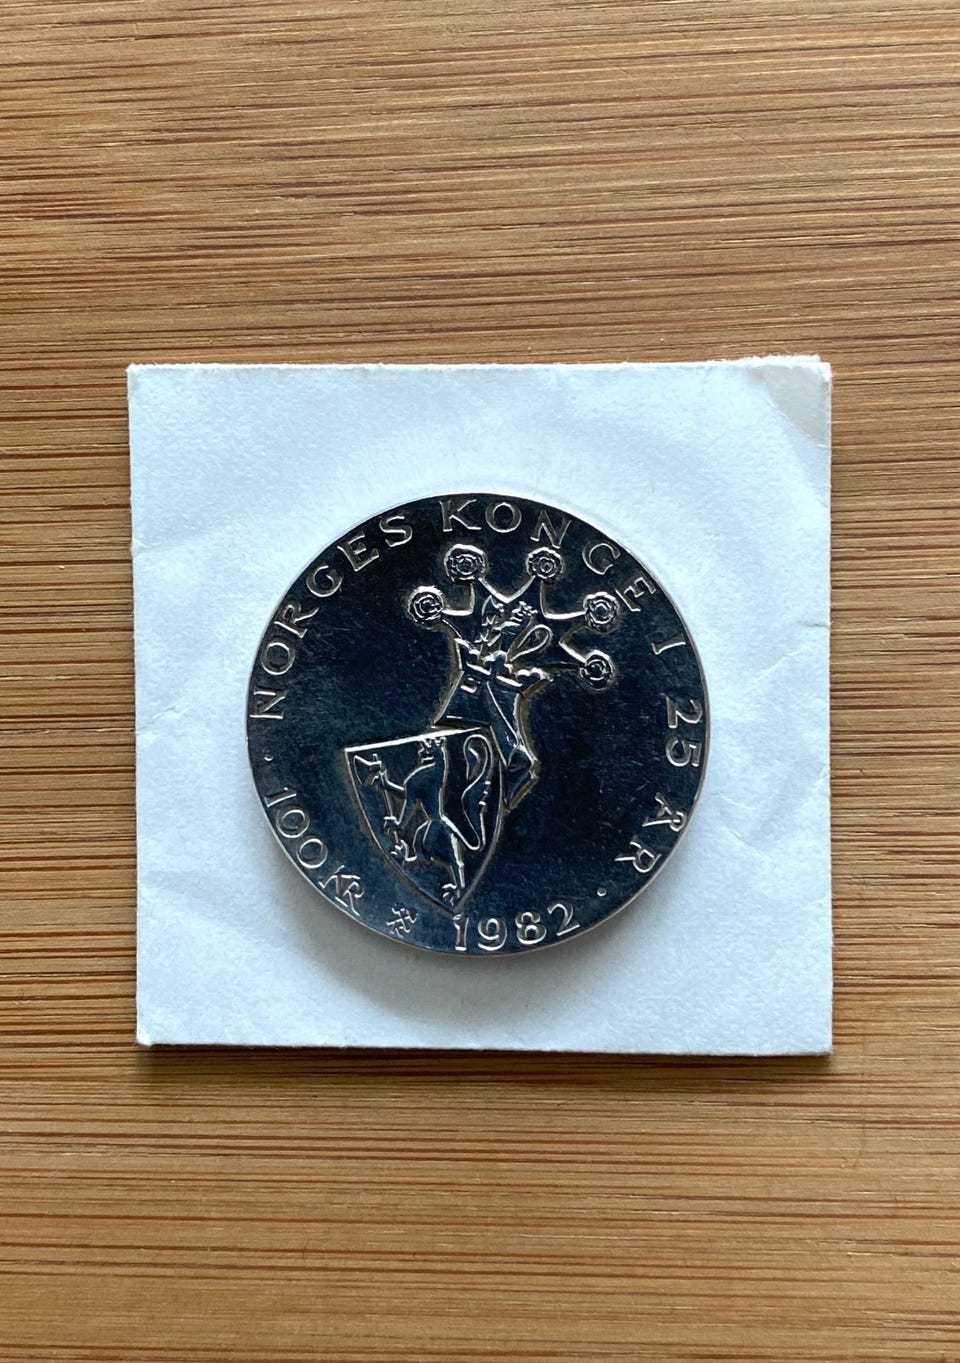 · NORGES KONGE I 25 ÅR ·
100 KR 1982